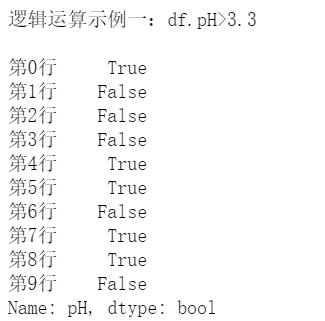 逻辑运算示例一：df.pH>3.3
第0行 True
第1行 False
第2行 False
第3行 False
第4行 True
第5行 True
第6行 False
第7行 True
第8行 True
第9行 False
Name: pH, dtype: bool